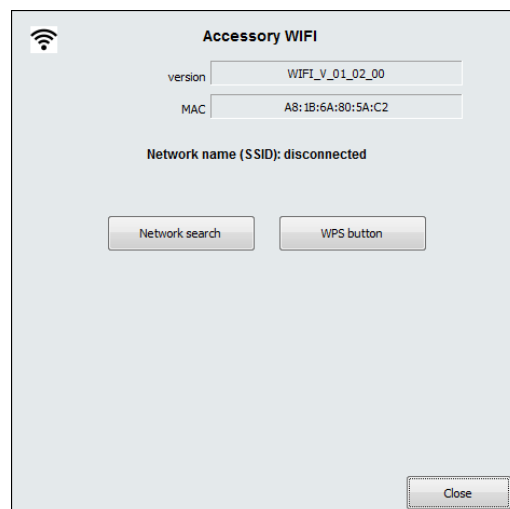 Accessory WIFI
version WIFI_V_01_02_00
MAC A8:1B:6A:80:5A:C2
Network name (SSID): disconnected
Network search WPS button
Close